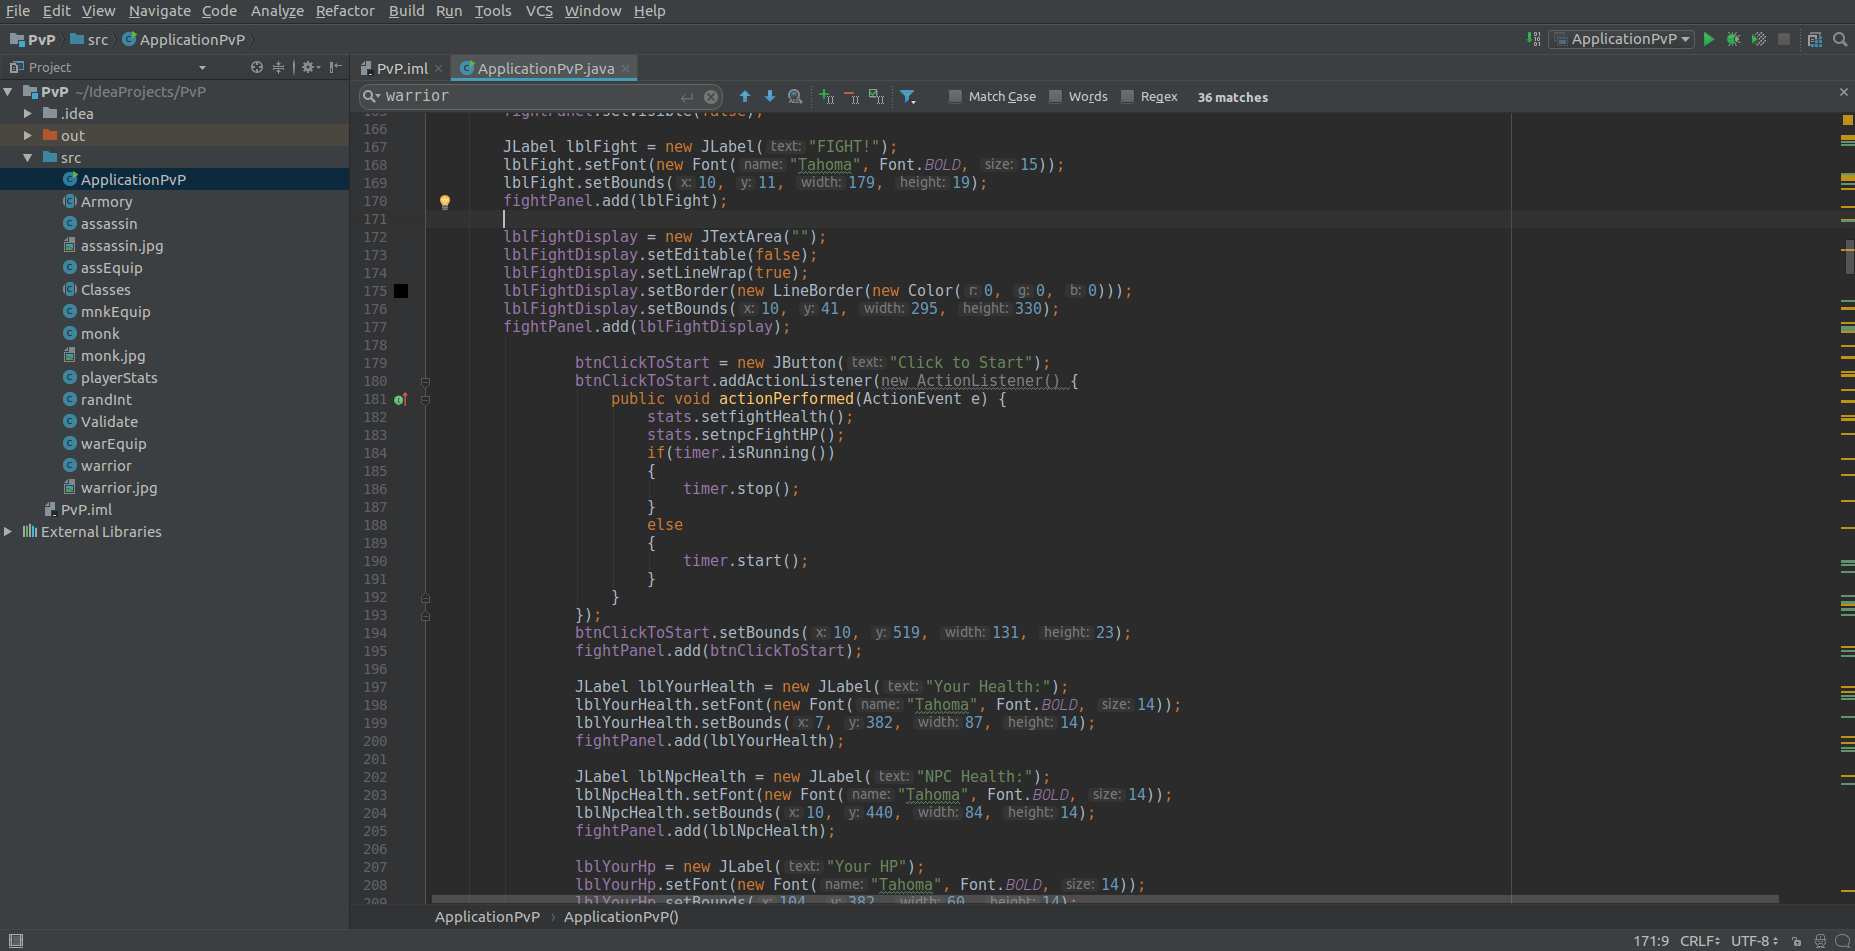 File Edit View Navigate Code Analyze Refactor Build Run Tools VCS Window Help
PvP src ApplicationPvP
ApplicationPvP
Project
PvP.iml
ApplicationPvP.java
warrior
Match Case
Words
Regex
36 matches
PvP ~/IdeaProjects/PvP
.idea
out
src
ApplicationPvP
Armory
assassin
assassin.jpg
assEquip
Classes
mnkEquip
monk
monk.jpg
playerStats
randInt
Validate
warEquip
warrior
warrior.jpg
PvP.iml
External Libraries
165 fightPanel.setVisible(false);
166
167 JLabel lblFight = new JLabel( text: "FIGHT!");
168 lblFight.setFont(new Font( name: "Tahoma", Font.BOLD, size: 15));
169 lblFight.setBounds( x: 10, y: 11, width: 179, height: 19);
170 fightPanel.add(lblFight);
171
172 lblFightDisplay = new JTextArea("");
173 lblFightDisplay.setEditable(false);
174 lblFightDisplay.setLineWrap(true);
175 lblFightDisplay.setBorder(new LineBorder(new Color( r: 0, g: 0, b: 0)));
176 lblFightDisplay.setBounds( x: 10, y: 41, width: 295, height: 330);
177 fightPanel.add(lblFightDisplay);
178
179 btnClickToStart = new JButton( text: "Click to Start");
180 btnClickToStart.addActionListener(new ActionListener() {
181 public void actionPerformed(ActionEvent e) {
182 stats.setfightHealth();
183 stats.setnpcFightHP();
184 if(timer.isRunning())
185 {
186 timer.stop();
187 }
188 else
189 {
190 timer.start();
191 }
192 }
193 });
194 btnClickToStart.setBounds( x: 10, y: 519, width: 131, height: 23);
195 fightPanel.add(btnClickToStart);
196
197 JLabel lblYourHealth = new JLabel( text: "Your Health:");
198 lblYourHealth.setFont(new Font( name: "Tahoma", Font.BOLD, size: 14));
199 lblYourHealth.setBounds( x: 7, y: 382, width: 87, height: 14);
200 fightPanel.add(lblYourHealth);
201
202 JLabel lblNpcHealth = new JLabel( text: "NPC Health:");
203 lblNpcHealth.setFont(new Font( name: "Tahoma", Font.BOLD, size: 14));
204 lblNpcHealth.setBounds( x: 10, y: 440, width: 84, height: 14);
205 fightPanel.add(lblNpcHealth);
206
207 lblYourHp = new JLabel( text: "Your HP");
208 lblYourHp.setFont(new Font( name: "Tahoma", Font.BOLD, size: 14));
209 lblYourHp.setBounds( x: 104, y: 382, width: 60, height: 14);
ApplicationPvP › ApplicationPvP()
171:9 CRLF UTF-8